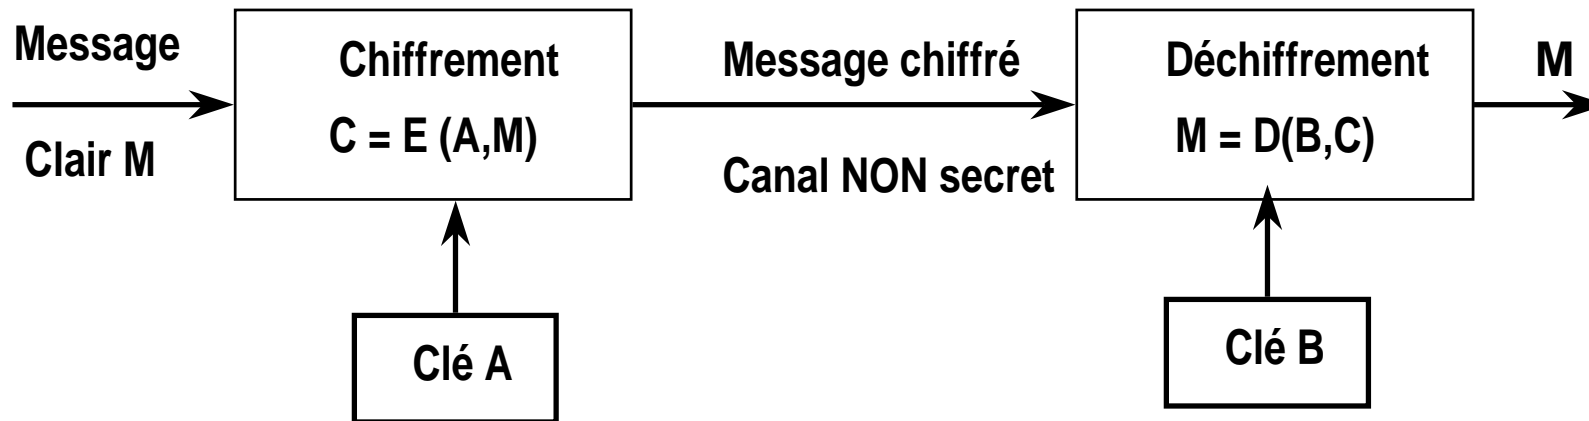 Message
Clair M
Chiffrement
C = E (A,M)
Clé A
Message chiffré
Canal NON secret
Déchiffrement
M = D(B,C)
Clé B
M